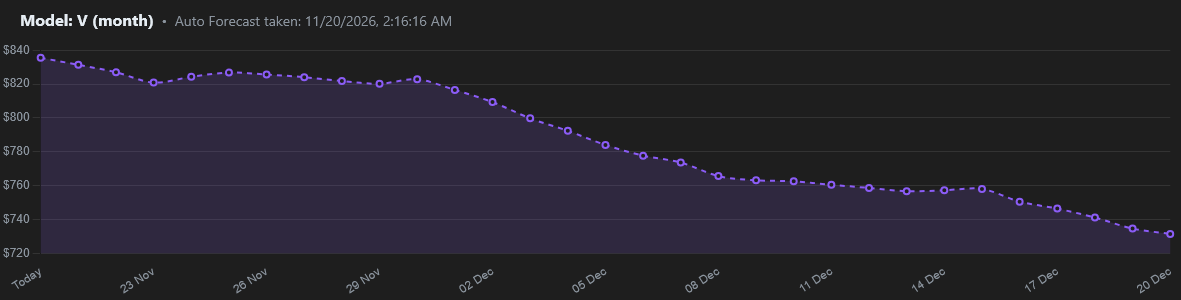 Model: V (month) • Auto Forecast taken: 11/20/2026, 2:16:16 AM
$840
$820
$800
$780
$760
$740
$720
Today
23 Nov
26 Nov
29 Nov
02 Dec
05 Dec
08 Dec
11 Dec
14 Dec
17 Dec
20 Dec